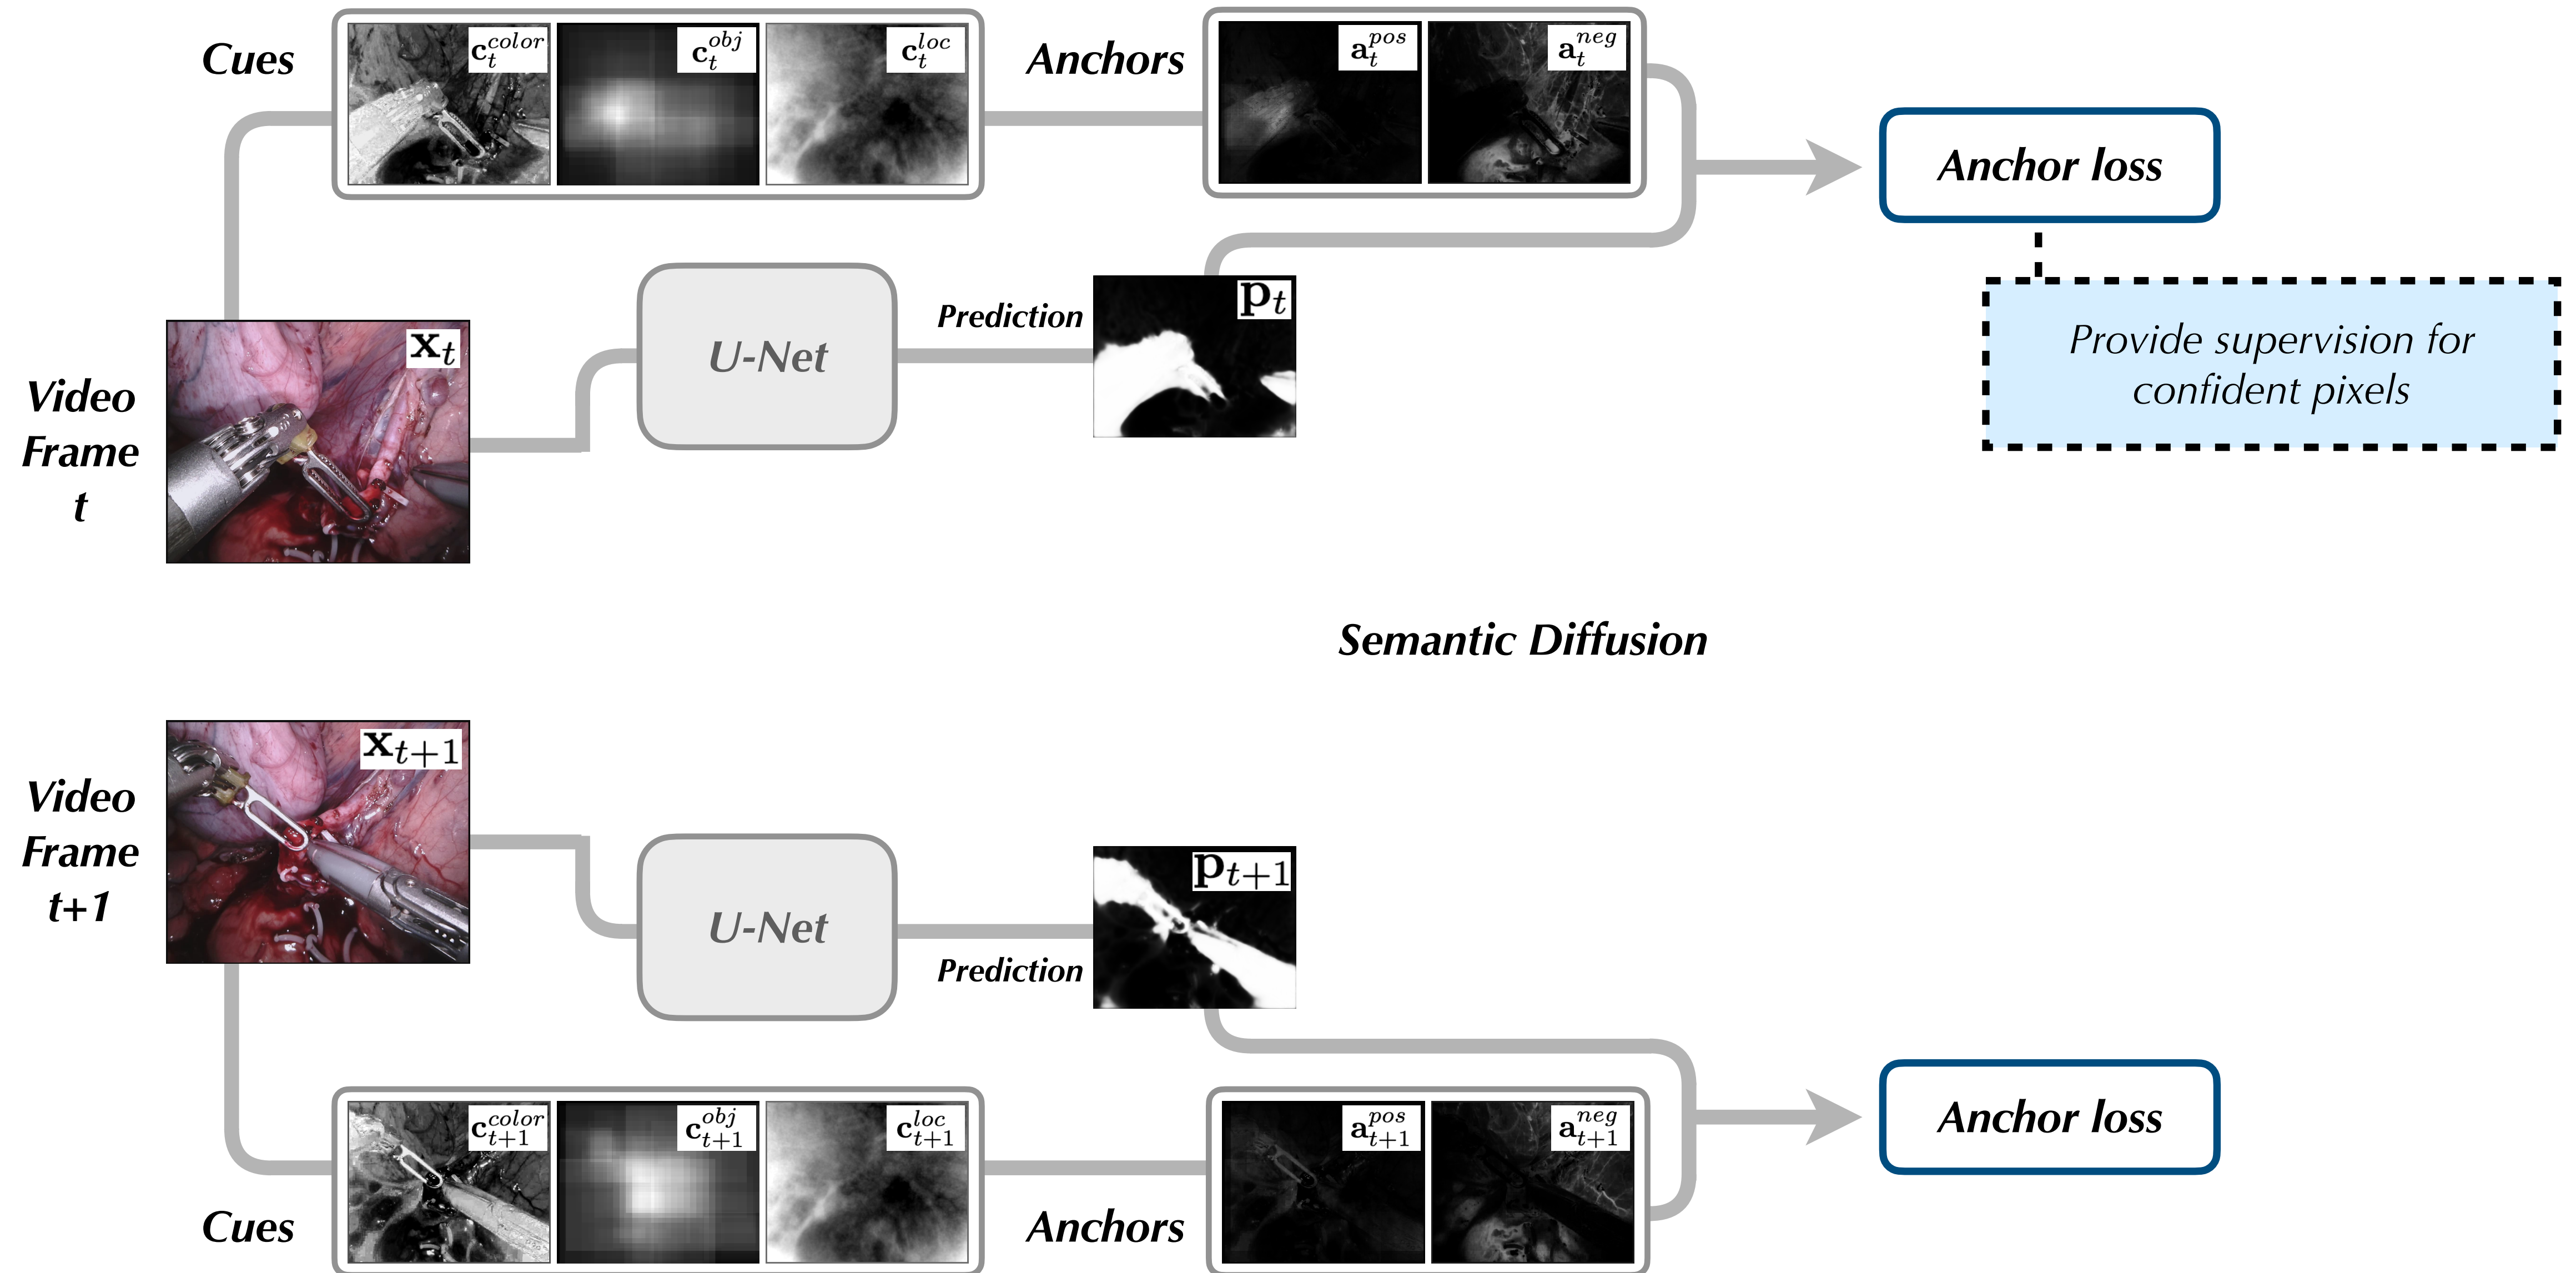 Cues
c_t^{color}
c_t^{obj}
c_t^{loc}
Anchors
a_t^{pos}
a_t^{neg}
Anchor loss
Provide supervision for
confident pixels
Video
Frame
t
x_t
U-Net
Prediction
p_t
Semantic Diffusion
Video
Frame
t+1
x_{t+1}
U-Net
Prediction
p_{t+1}
Cues
c_{t+1}^{color}
c_{t+1}^{obj}
c_{t+1}^{loc}
Anchors
a_{t+1}^{pos}
a_{t+1}^{neg}
Anchor loss